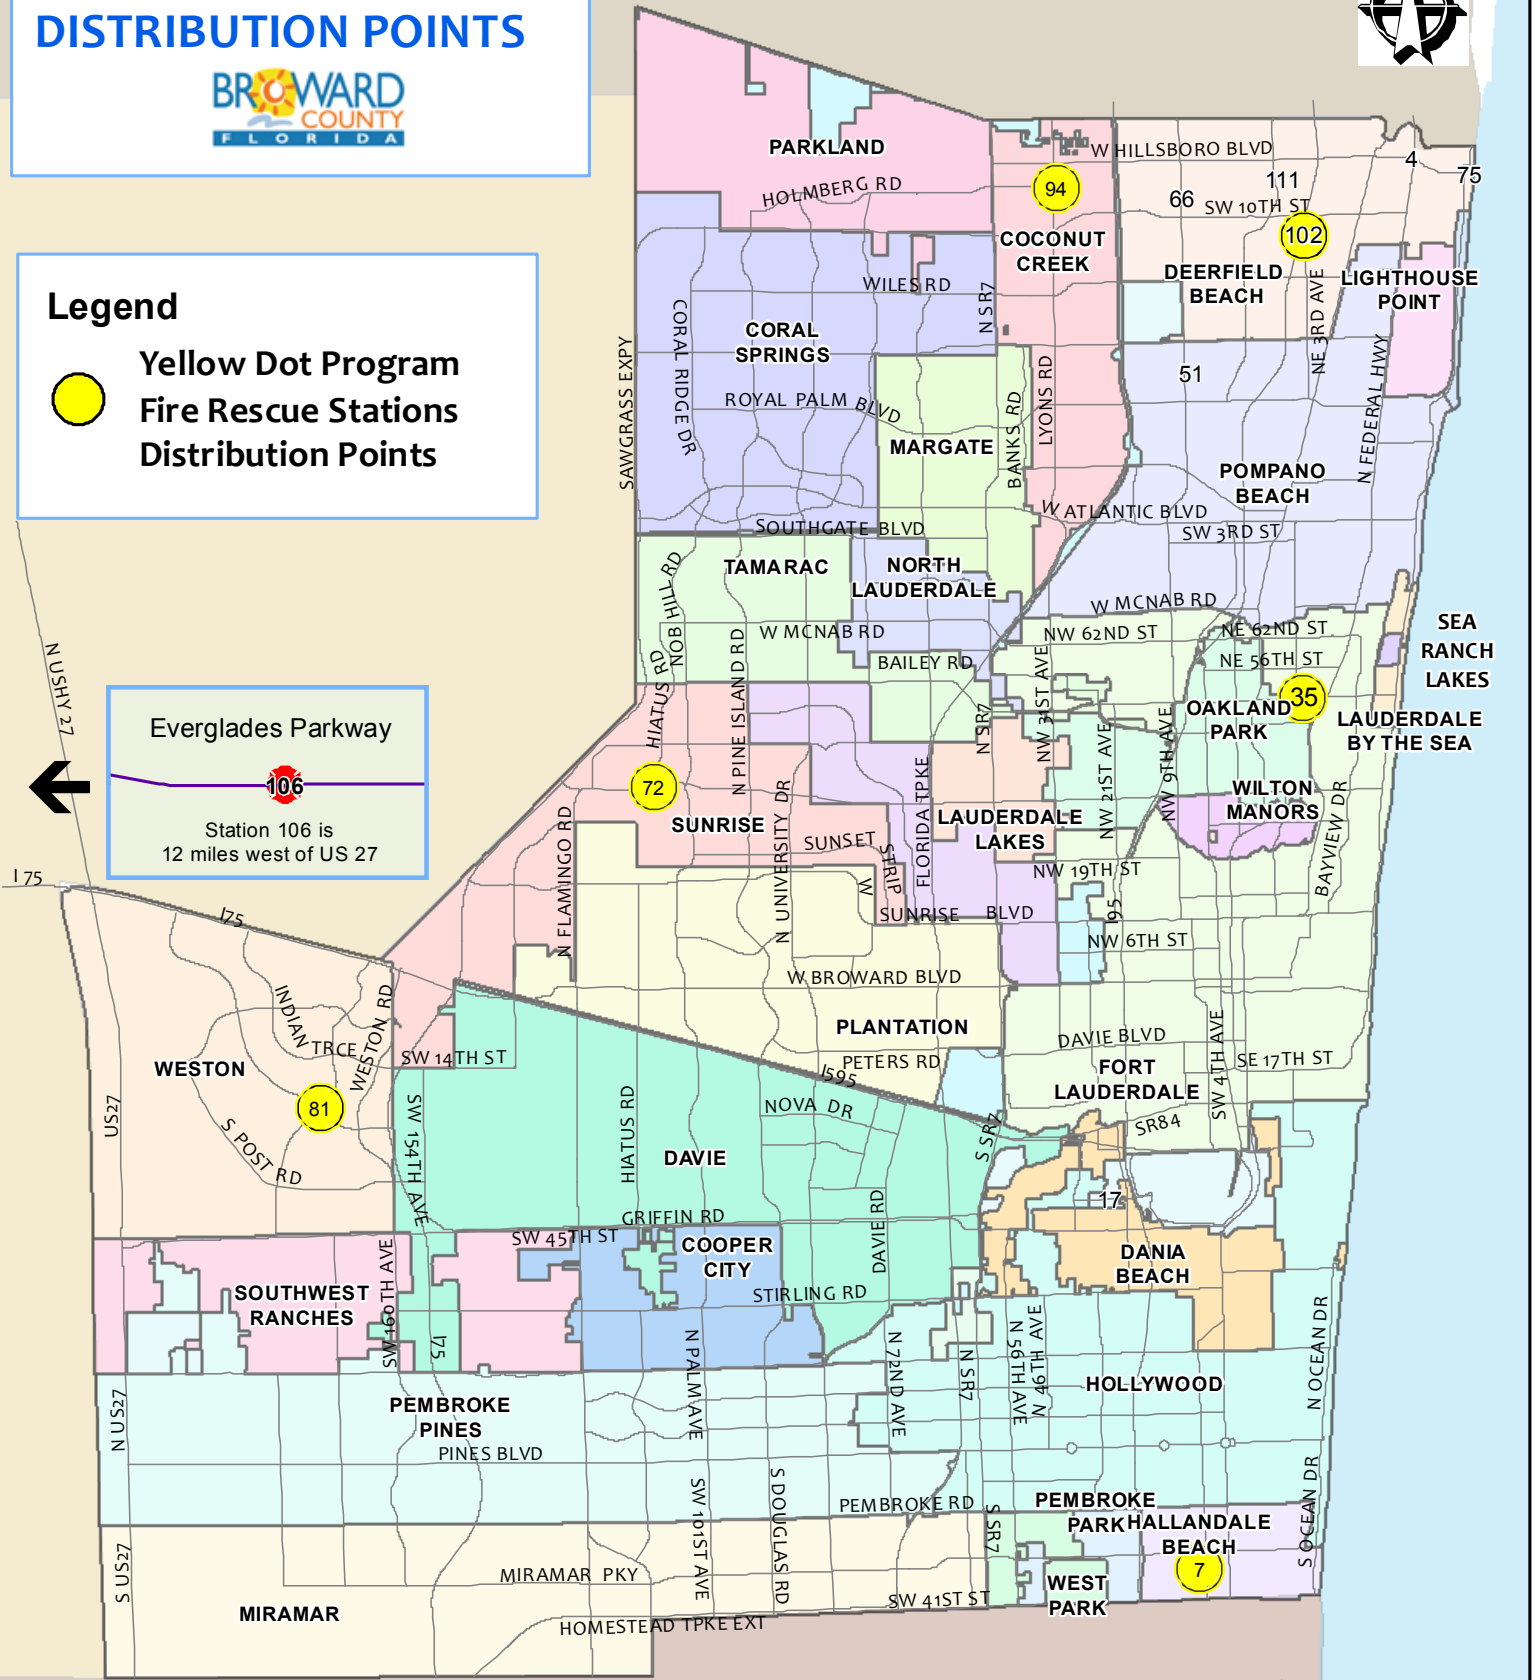 DISTRIBUTION POINTS
BROWARD
COUNTY
FLORIDA
Legend
Yellow Dot Program
Fire Rescue Stations
Distribution Points
Everglades Parkway
106
Station 106 is
12 miles west of US 27
N USHY 27
I 75
I75
PARKLAND
HOLMBERG RD
94
COCONUT
CREEK
W HILLSBORO BLVD
4
75
111
66
SW 10TH ST
102
DEERFIELD
BEACH
LIGHTHOUSE
POINT
WILES RD
N SR7
CORAL
SPRINGS
CORAL RIDGE DR
SAWGRASS EXPY
ROYAL PALM BLVD
MARGATE
BANKS RD
LYONS RD
51
NE 3RD AVE
N FEDERAL HWY
POMPANO
BEACH
W ATLANTIC BLVD
SW 3RD ST
SOUTHGATE BLVD
TAMARAC
NORTH
LAUDERDALE
NOB HILL RD
W MCNAB RD
W MCNAB RD
BAILEY RD
NW 62ND ST
NE 62ND ST
NE 56TH ST
SEA
RANCH
LAKES
35
OAKLAND
PARK
LAUDERDALE
BY THE SEA
HIATUS RD
N PINE ISLAND RD
N SR7
NW 31ST AVE
NW 21ST AVE
NW 9TH AVE
72
SUNRISE
N UNIVERSITY DR
FLORIDA TPKE
LAUDERDALE
LAKES
WILTON
MANORS
BAYVIEW DR
SUNSET
STRIP
N FLAMINGO RD
W
SUNRISE BLVD
NW 19TH ST
I95
NW 6TH ST
W BROWARD BLVD
PLANTATION
PETERS RD
I595
DAVIE BLVD
FORT
LAUDERDALE
SW 4TH AVE
SE 17TH ST
SR84
WESTON
INDIAN
TRCE
WESTON RD
SW 14TH ST
81
US27
S POST RD
SW 154TH AVE
HIATUS RD
NOVA DR
DAVIE
S SR7
DAVIE RD
17
GRIFFIN RD
SW 45TH ST
COOPER
CITY
DANIA
BEACH
STIRLING RD
SOUTHWEST
RANCHES
SW 160TH AVE
I75
N PALM AVE
N 72ND AVE
N SR7
N 56TH AVE
N 46TH AVE
N OCEAN DR
HOLLYWOOD
N US27
PEMBROKE
PINES
PINES BLVD
SW 101ST AVE
S DOUGLAS RD
PEMBROKE RD
S SR7
PEMBROKE
PARK
HALLANDALE
BEACH
7
S OCEAN DR
S US27
MIRAMAR PKY
SW 41ST ST
WEST
PARK
MIRAMAR
HOMESTEAD TPKE EXT